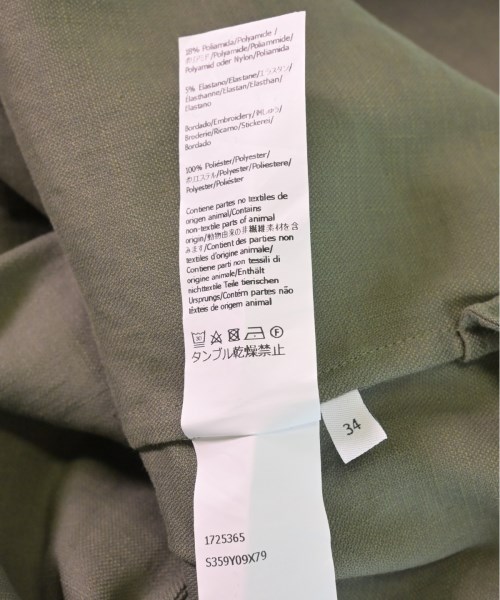 18% Poliamida/Polyamide /
ポリアミド/Polyamide/Poliammide/
Polyamid oder Nylon/Poliamida
5% Elastano/Elastane/エラスタン/
Elasthanne/Elastan/Elasthan/
Elastano
Bordado/Embroidery/刺しゅう/
Broderie/Ricamo/Stickerei/
Bordado
100% Poliéster/Polyester/
ポリエステル/Polyester/Poliestere/
Polyester/Poliéster
Contiene partes no textiles de
origen animal/Contains
non-textile parts of animal
origin/動物由来の非繊維素材を含
みます/Contient des parties non
textiles d'origine animale/
Contiene parti non tessili di
origine animale/Enthält
nichttextile Teile tierischen
Ursprungs/Contém partes não
têxteis de origem animal
タンブル乾燥禁止
34
1725365
S359Y09X79